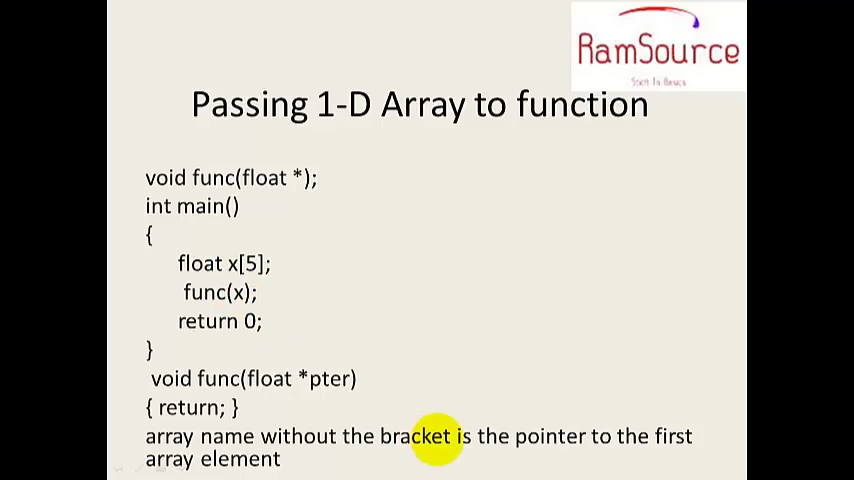 RamSource
Passing 1-D Array to function
void func(float *);
int main()
{
float x[5];
func(x);
return 0;
}
void func(float *pter)
{ return; }
array name without the bracket is the pointer to the first
array element